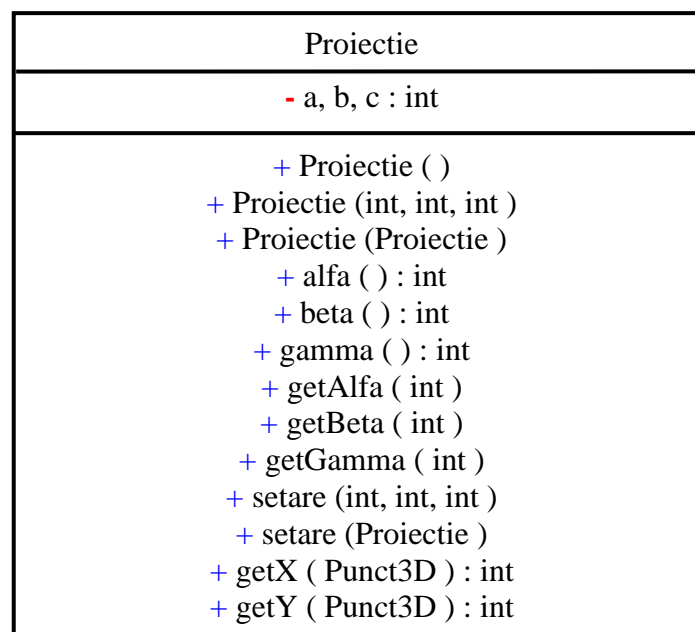 Proiectie
- a, b, c : int
+ Proiectie ( )
+ Proiectie (int, int, int )
+ Proiectie (Proiectie )
+ alfa ( ) : int
+ beta ( ) : int
+ gamma ( ) : int
+ getAlfa ( int )
+ getBeta ( int )
+ getGamma ( int )
+ setare (int, int, int )
+ setare (Proiectie )
+ getX ( Punct3D ) : int
+ getY ( Punct3D ) : int